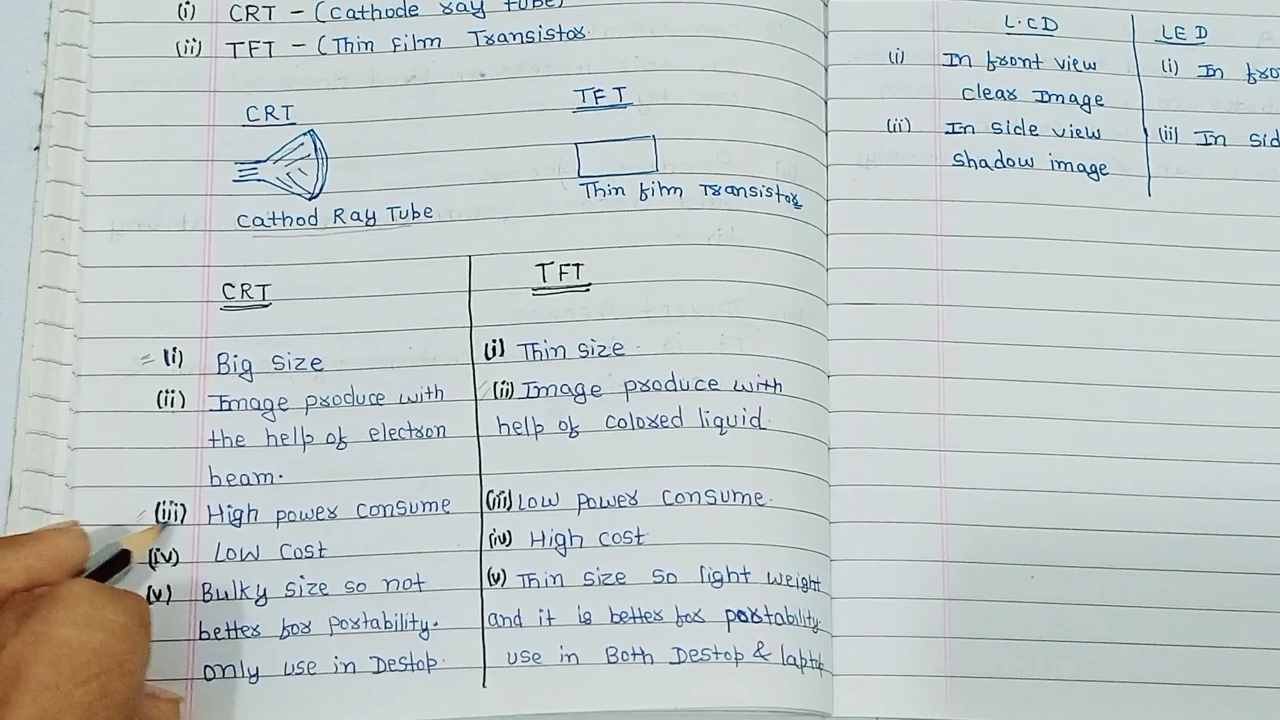 (i) CRT - (Cathode ray tube)
(ii) TFT - (Thin Film Transistor.
CRT
TFT
Cathod Ray Tube
Thin film Transistor
CRT
TFT
(i) Big Size
(ii) Image produce with
the help of electron
beam.
(iii) High power consume
(iv) Low Cost
(v) Bulky size so not
better for portability.
only use in Destop.
(i) Thin size.
(ii) Image produce with
help of colored liquid.
(iii) Low power consume.
(iv) High cost
(v) Thin size so light weight
and it is better for portability
use in Both Destop & laptop
L.CD
LED
(i) In front view
clear Image
(ii) In side view
shadow image
(i) In fro
(ii) In sid